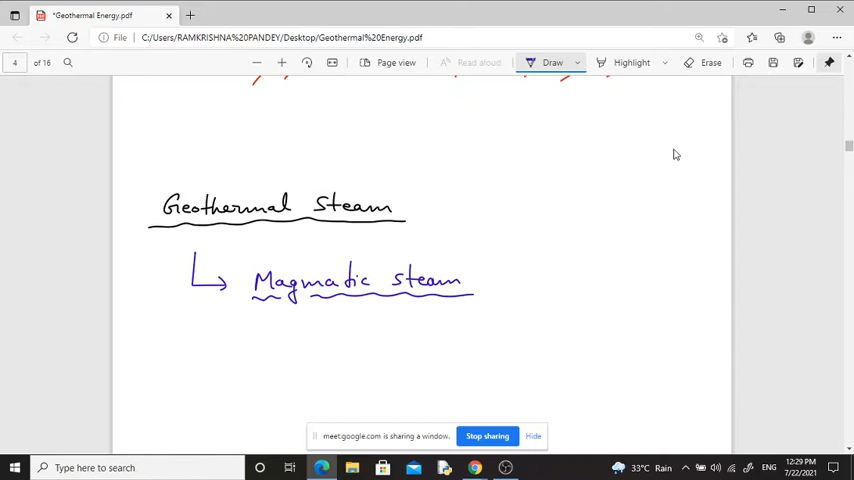 *Geothermal Energy.pdf
File C:/Users/RAMKRISHNA%20PANDEY/Desktop/Geothermal%20Energy.pdf
4 of 16 Page view Read aloud Draw Highlight Erase
Geothermal Steam
Magmatic steam
meet.google.com is sharing a window. Stop sharing Hide
Type here to search 33°C Rain ENG 12:29 PM
7/22/2021